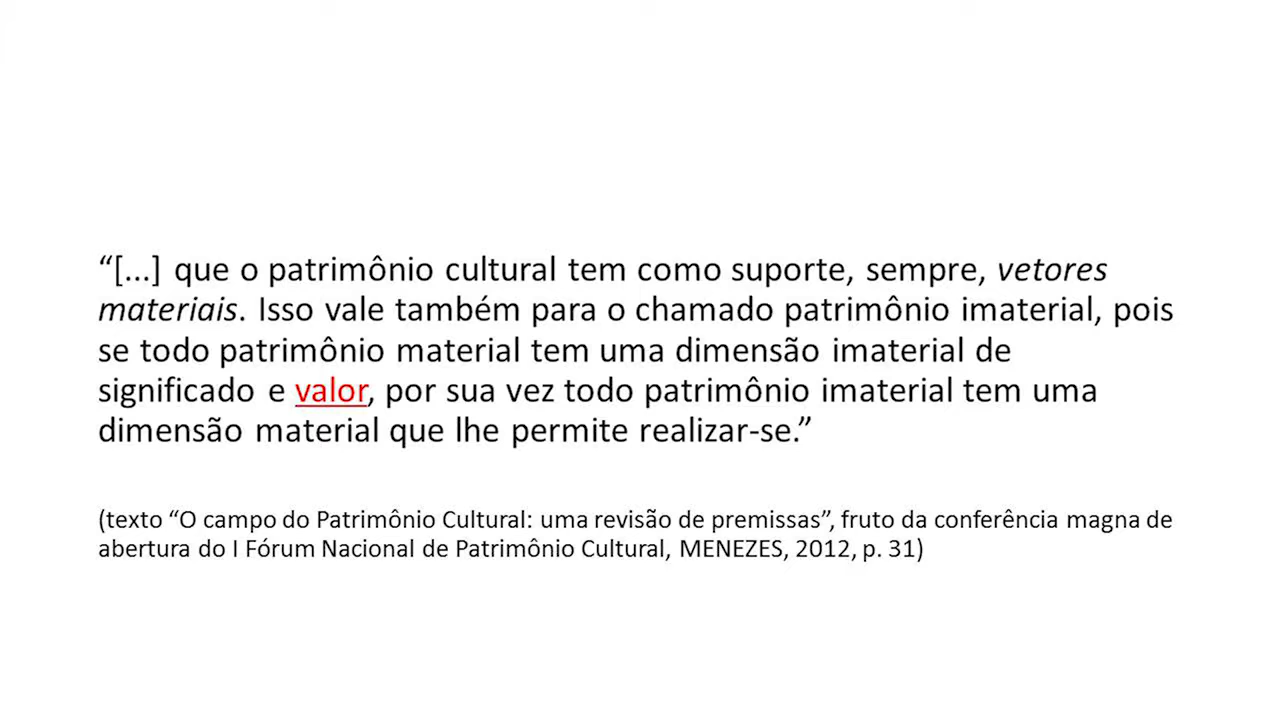 “[...] que o patrimônio cultural tem como suporte, sempre, vetores
materiais. Isso vale também para o chamado patrimônio imaterial, pois
se todo patrimônio material tem uma dimensão imaterial de
significado e valor, por sua vez todo patrimônio imaterial tem uma
dimensão material que lhe permite realizar-se.”
(texto “O campo do Patrimônio Cultural: uma revisão de premissas”, fruto da conferência magna de
abertura do I Fórum Nacional de Patrimônio Cultural, MENEZES, 2012, p. 31)